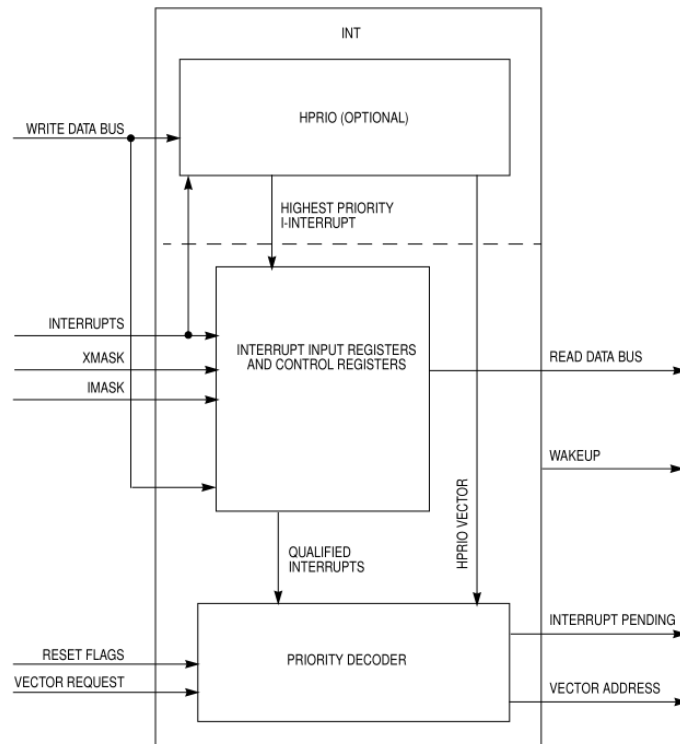 INT
HPRIO (OPTIONAL)
WRITE DATA BUS
HIGHEST PRIORITY
I-INTERRUPT
INTERRUPTS
XMASK
IMASK
INTERRUPT INPUT REGISTERS
AND CONTROL REGISTERS
READ DATA BUS
WAKEUP
HPRIO VECTOR
QUALIFIED
INTERRUPTS
RESET FLAGS
VECTOR REQUEST
PRIORITY DECODER
INTERRUPT PENDING
VECTOR ADDRESS